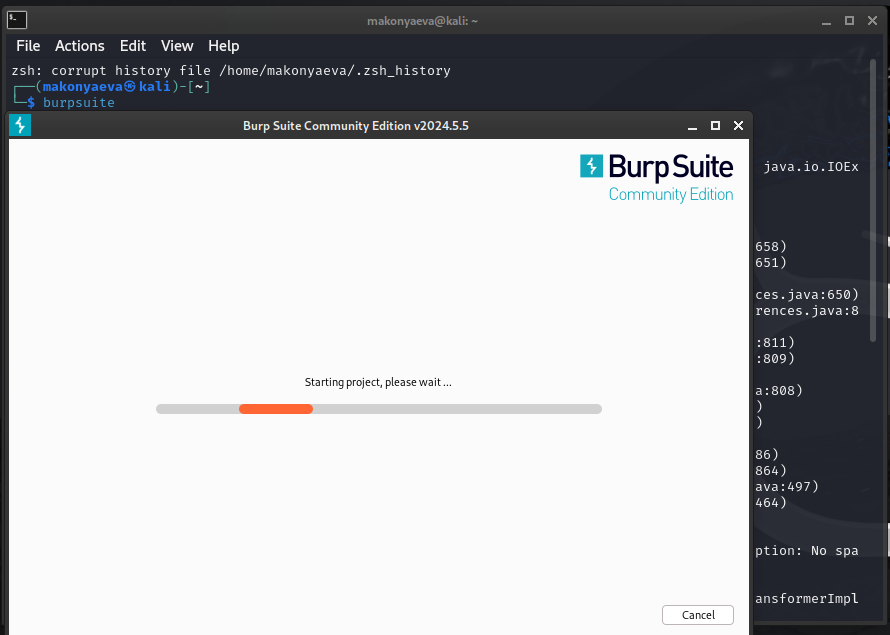 makonyaeva@kali: ~
File Actions Edit View Help
zsh: corrupt history file /home/makonyaeva/.zsh_history
┌──(makonyaeva㉿kali)-[~]
└─$ burpsuite
Burp Suite Community Edition v2024.5.5
Burp Suite
Community Edition
Starting project, please wait ...
Cancel
java.io.IOEx
658)
651)
ces.java:650)
rences.java:8
:811)
:809)
a:808)
)
)
86)
864)
ava:497)
464)
ption: No spa
ansformerImpl